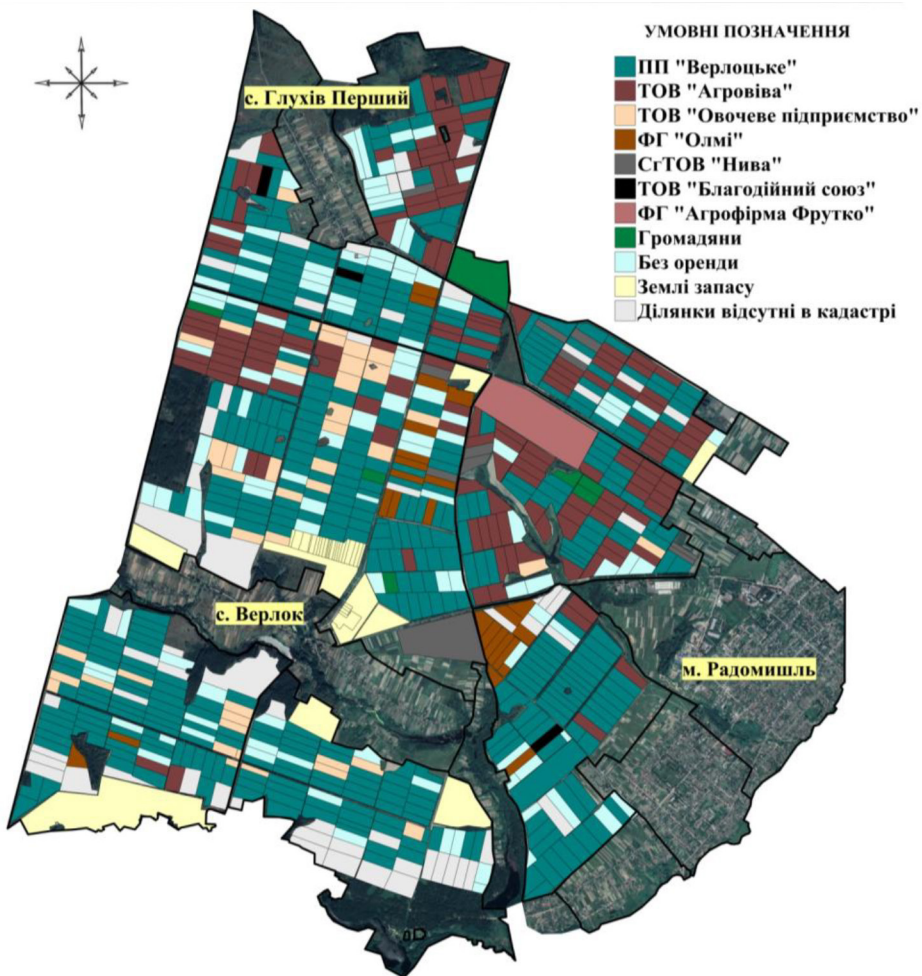 УМОВНІ ПОЗНАЧЕННЯ
ПП "Верлоцьке"
ТОВ "Агровіва"
ТОВ "Овочеве підприємство"
ФГ "Олмі"
СгТОВ "Нива"
ТОВ "Благодійний союз"
ФГ "Агрофірма Фрутко"
Громадяни
Без оренди
Землі запасу
Ділянки відсутні в кадастрі
с. Глухів Перший
с. Верлок
м. Радомишль